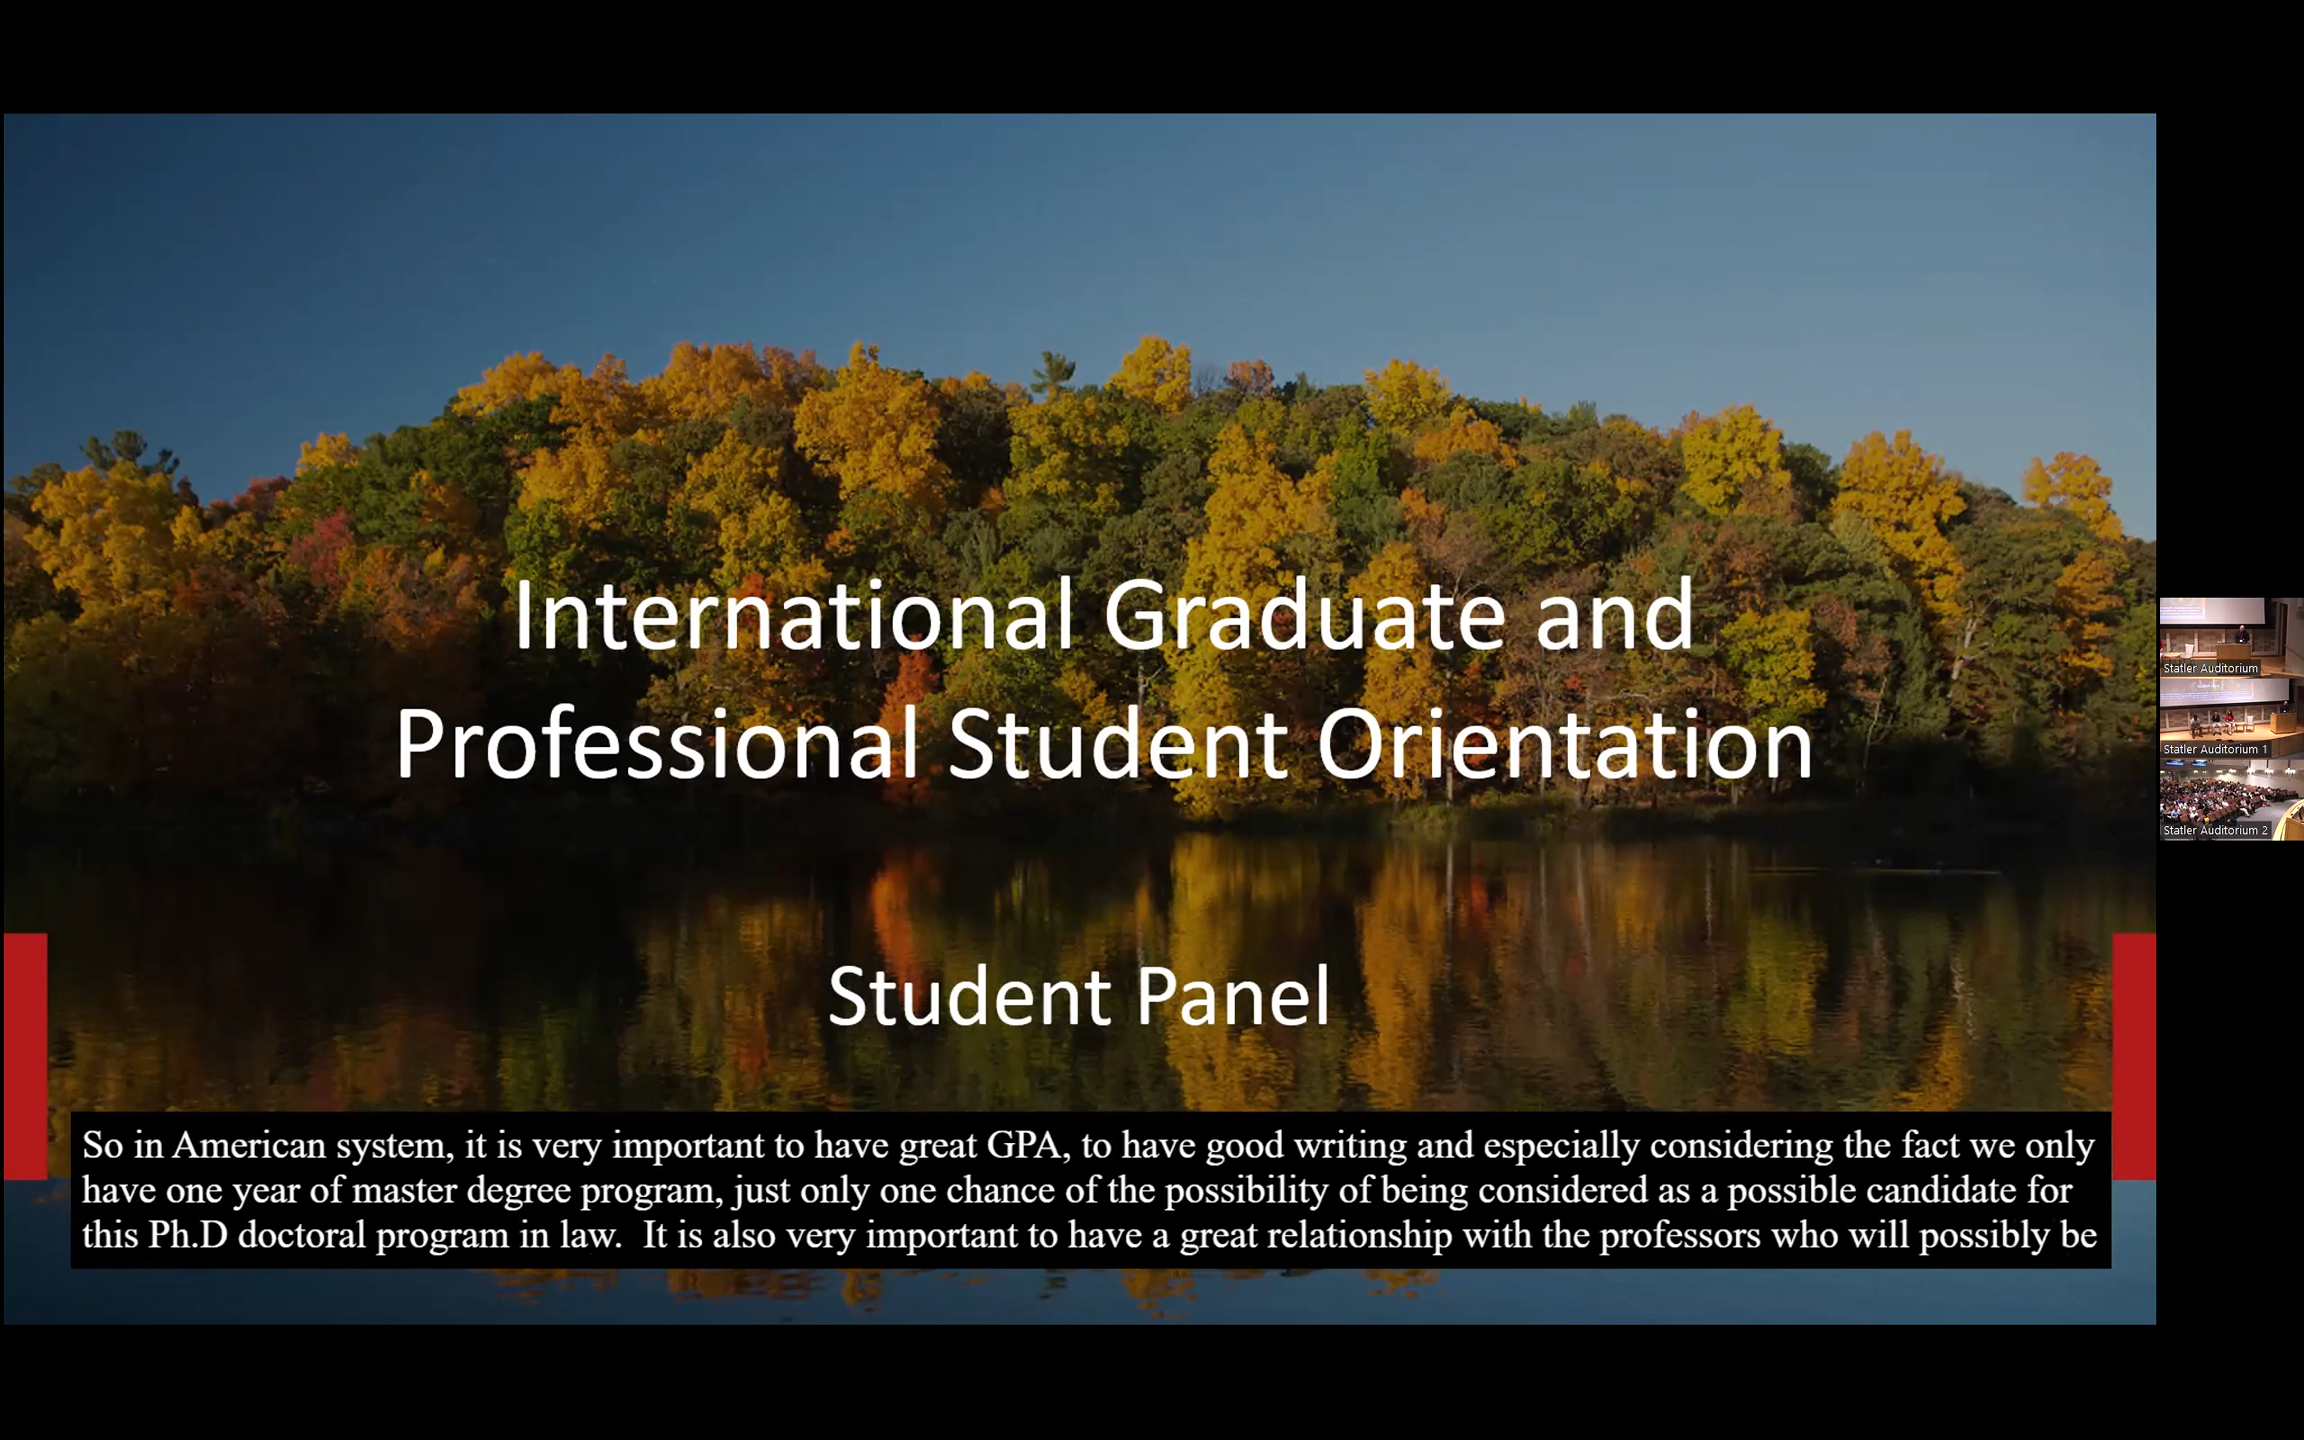 International Graduate and
Professional Student Orientation
Student Panel
So in American system, it is very important to have great GPA, to have good writing and especially considering the fact we only
have one year of master degree program, just only one chance of the possibility of being considered as a possible candidate for
this Ph.D doctoral program in law.  It is also very important to have a great relationship with the professors who will possibly be
Statler Auditorium
Statler Auditorium 1
Statler Auditorium 2